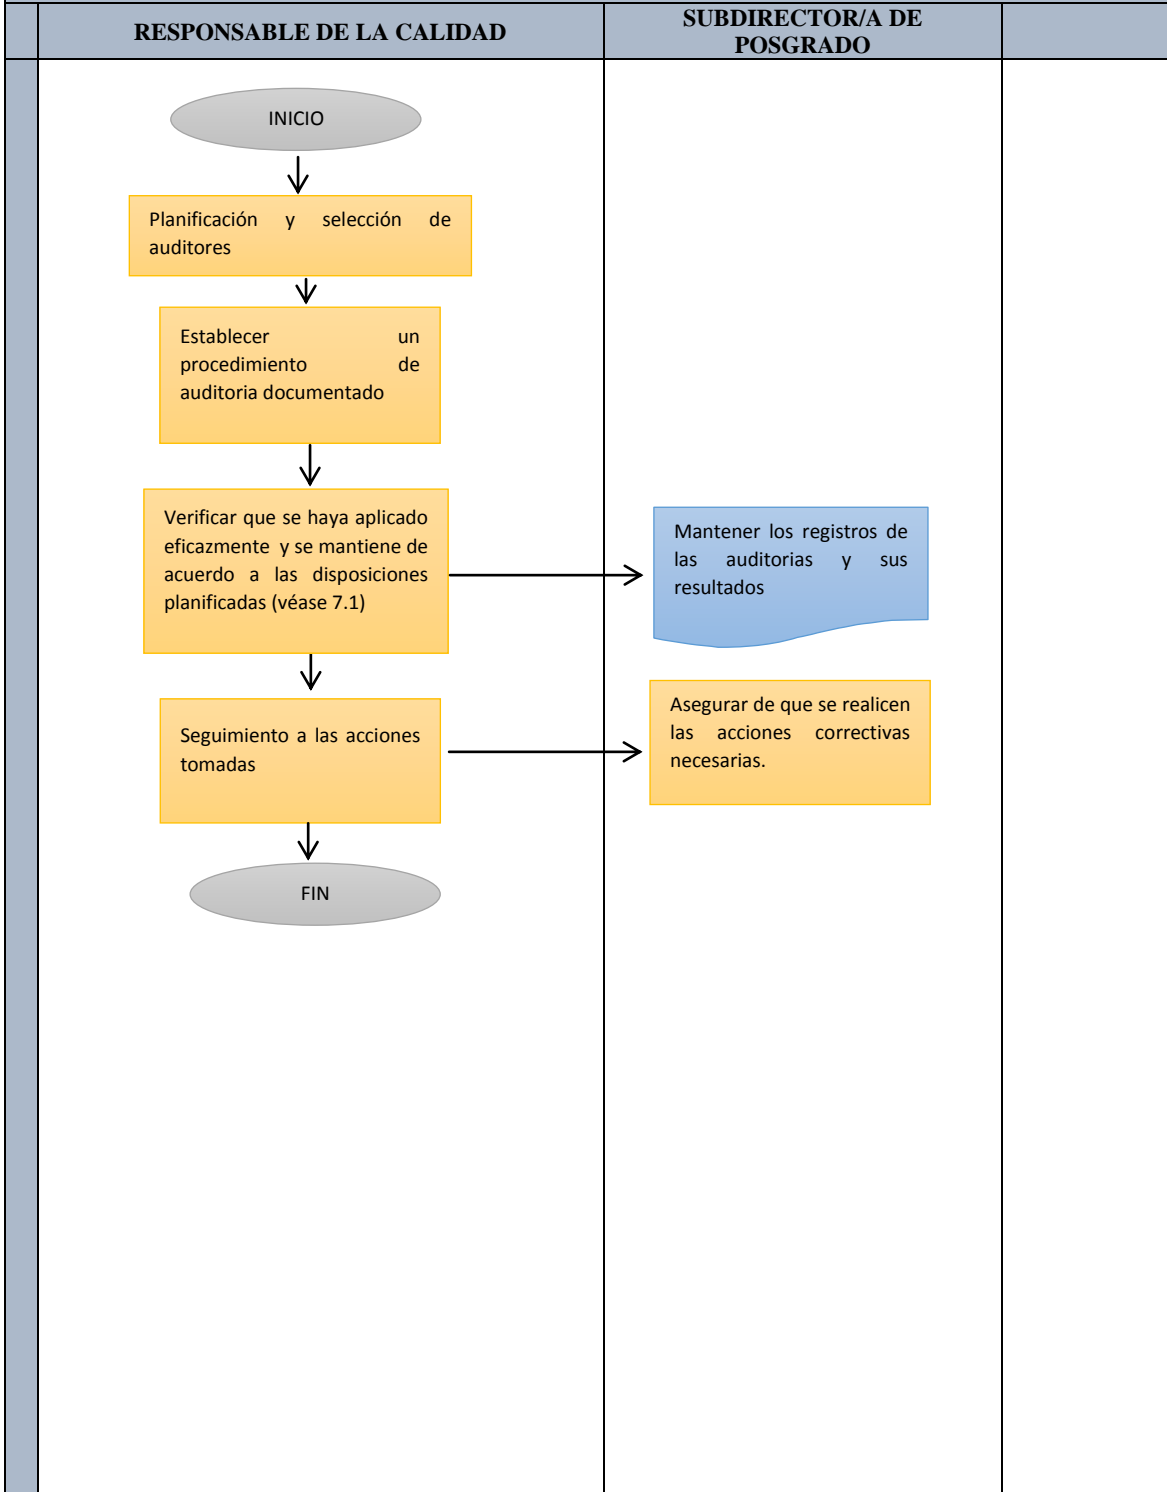 RESPONSABLE DE LA CALIDAD
SUBDIRECTOR/A DE
POSGRADO
INICIO
Planificación y selección de
auditores
Establecer un
procedimiento de
auditoria documentado
Verificar que se haya aplicado
eficazmente y se mantiene de
acuerdo a las disposiciones
planificadas (véase 7.1)
Mantener los registros de
las auditorias y sus
resultados
Seguimiento a las acciones
tomadas
Asegurar de que se realicen
las acciones correctivas
necesarias.
FIN